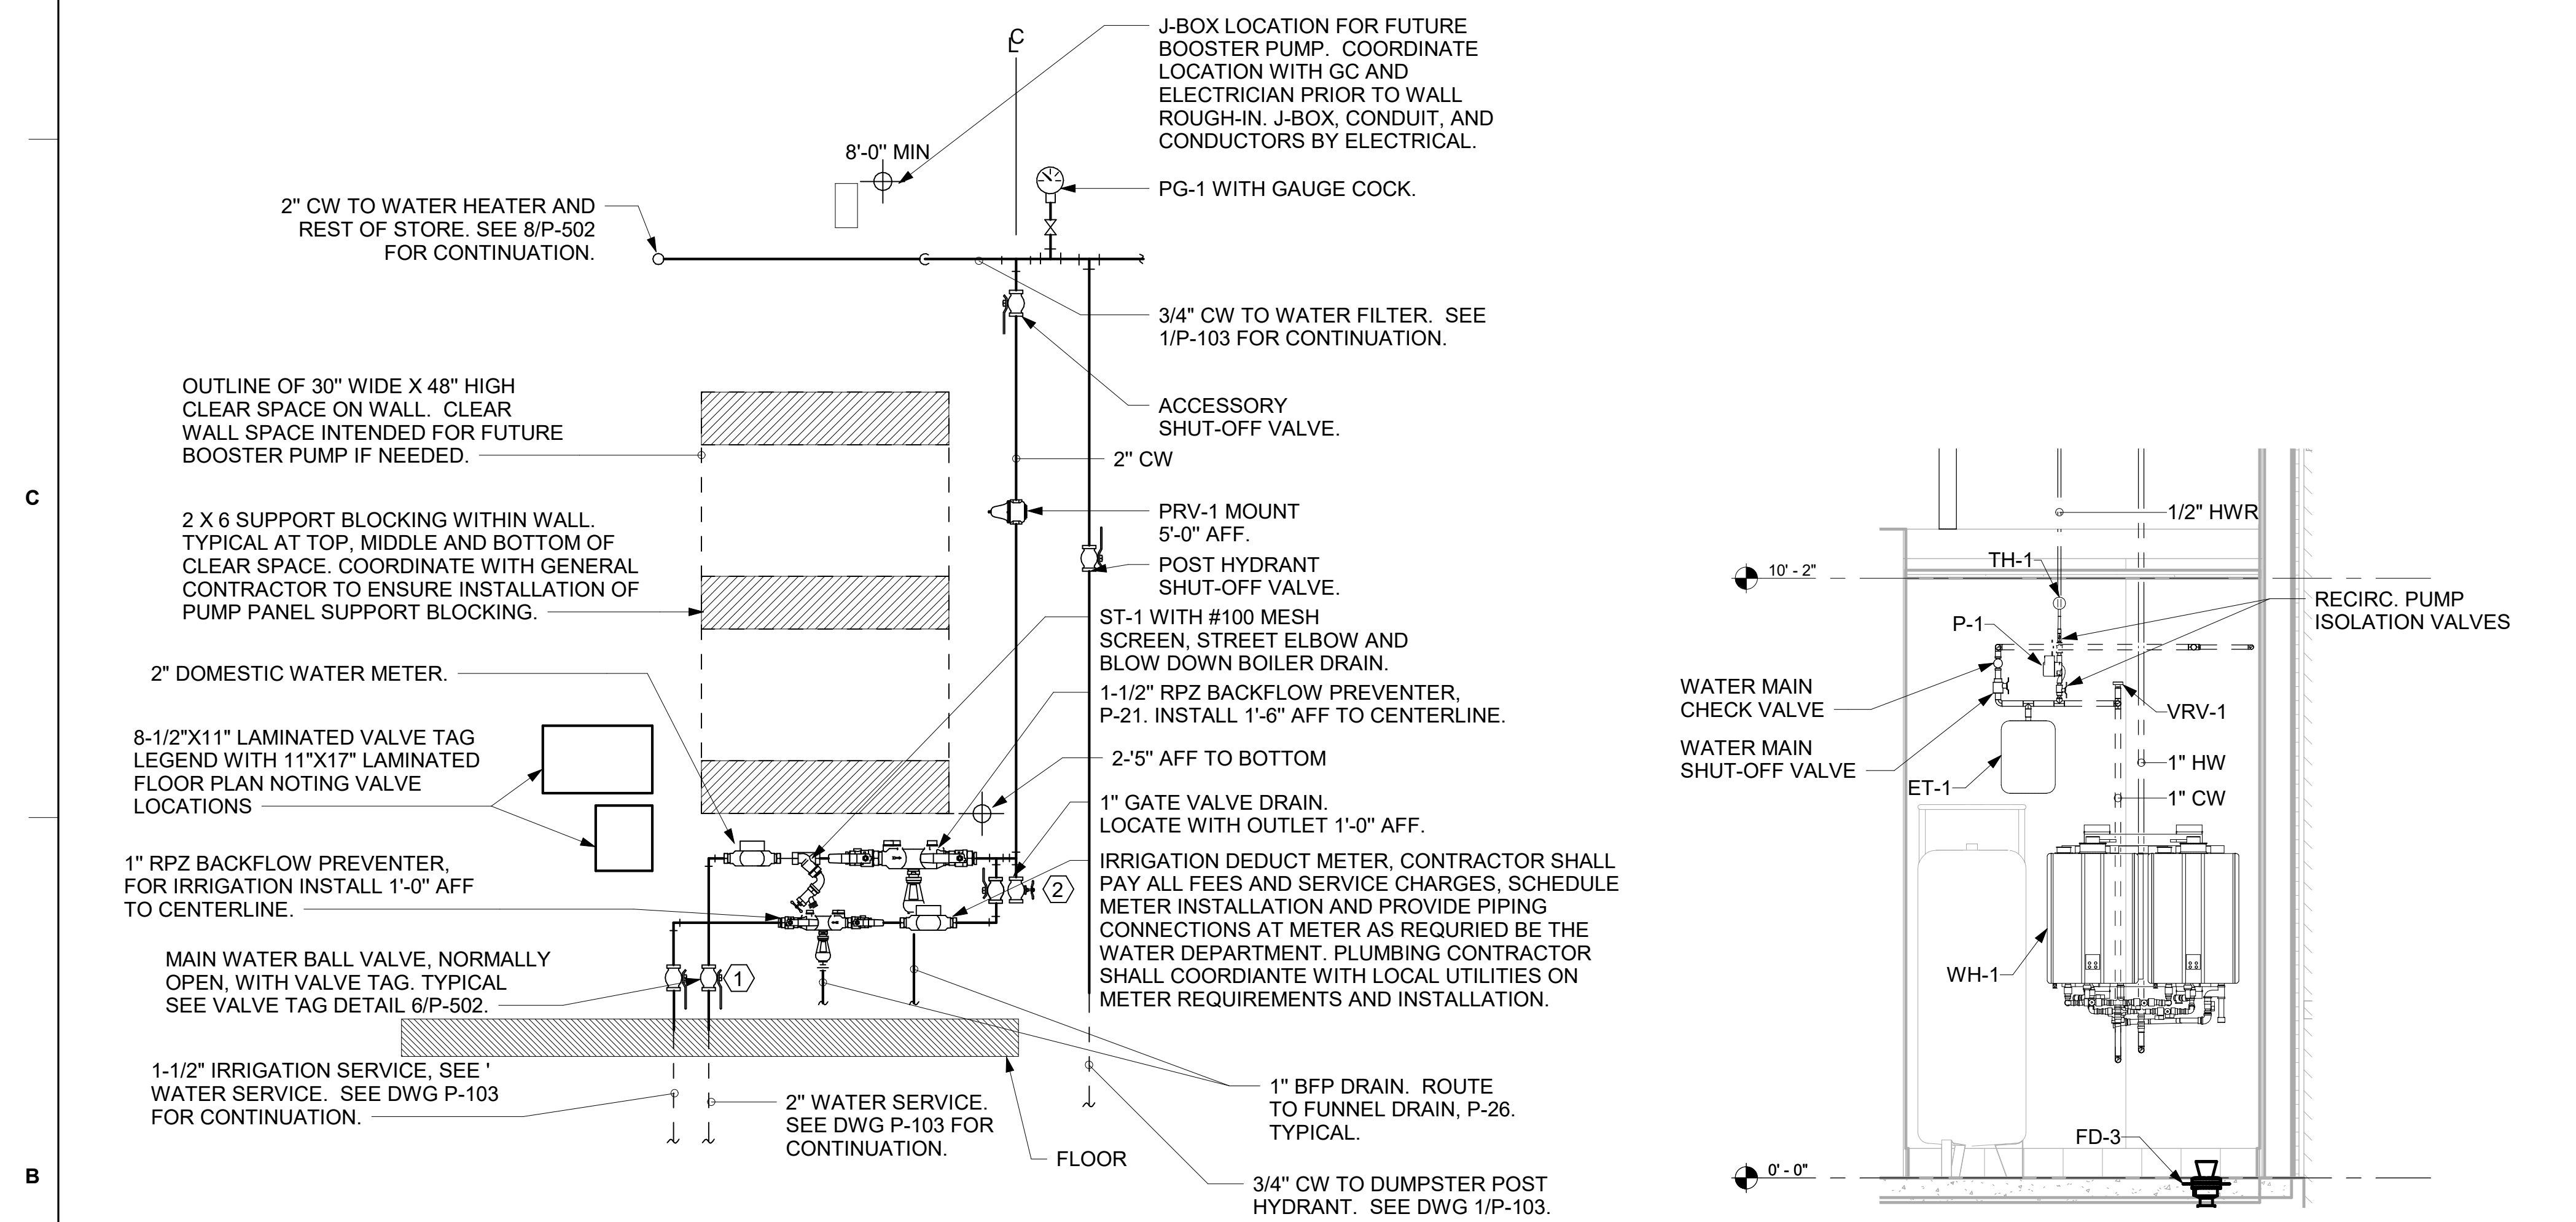 C
L
J-BOX LOCATION FOR FUTURE
BOOSTER PUMP.  COORDINATE
LOCATION WITH GC AND
ELECTRICIAN PRIOR TO WALL
ROUGH-IN. J-BOX, CONDUIT, AND
CONDUCTORS BY ELECTRICAL.
8'-0" MIN
PG-1 WITH GAUGE COCK.
2" CW TO WATER HEATER AND
REST OF STORE. SEE 8/P-502
FOR CONTINUATION.
3/4" CW TO WATER FILTER.  SEE
1/P-103 FOR CONTINUATION.
OUTLINE OF 30" WIDE X 48" HIGH
CLEAR SPACE ON WALL.  CLEAR
WALL SPACE INTENDED FOR FUTURE
BOOSTER PUMP IF NEEDED.
ACCESSORY
SHUT-OFF VALVE.
2" CW
C
2 X 6 SUPPORT BLOCKING WITHIN WALL.
TYPICAL AT TOP, MIDDLE AND BOTTOM OF
CLEAR SPACE. COORDINATE WITH GENERAL
CONTRACTOR TO ENSURE INSTALLATION OF
PUMP PANEL SUPPORT BLOCKING.
PRV-1 MOUNT
5'-0" AFF.
POST HYDRANT
SHUT-OFF VALVE.
ST-1 WITH #100 MESH
SCREEN, STREET ELBOW AND
BLOW DOWN BOILER DRAIN.
2" DOMESTIC WATER METER.
1-1/2" RPZ BACKFLOW PREVENTER,
P-21. INSTALL 1'-6" AFF TO CENTERLINE.
8-1/2"X11" LAMINATED VALVE TAG
LEGEND WITH 11"X17" LAMINATED
FLOOR PLAN NOTING VALVE
LOCATIONS
2-'5" AFF TO BOTTOM
1" GATE VALVE DRAIN.
LOCATE WITH OUTLET 1'-0" AFF.
1" RPZ BACKFLOW PREVENTER,
FOR IRRIGATION INSTALL 1'-0" AFF
TO CENTERLINE.
2
IRRIGATION DEDUCT METER, CONTRACTOR SHALL
PAY ALL FEES AND SERVICE CHARGES, SCHEDULE
METER INSTALLATION AND PROVIDE PIPING
CONNECTIONS AT METER AS REQURIED BE THE
WATER DEPARTMENT. PLUMBING CONTRACTOR
SHALL COORDIANTE WITH LOCAL UTILITIES ON
METER REQUIREMENTS AND INSTALLATION.
MAIN WATER BALL VALVE, NORMALLY
OPEN, WITH VALVE TAG. TYPICAL
SEE VALVE TAG DETAIL 6/P-502.
1
1-1/2" IRRIGATION SERVICE, SEE '
WATER SERVICE.  SEE DWG P-103
FOR CONTINUATION.
2" WATER SERVICE.
SEE DWG P-103 FOR
CONTINUATION.
FLOOR
1" BFP DRAIN.  ROUTE
TO FUNNEL DRAIN, P-26.
TYPICAL.
3/4" CW TO DUMPSTER POST
HYDRANT.  SEE DWG 1/P-103.
B
1/2" HWR
TH-1
10' - 2"
RECIRC. PUMP
ISOLATION VALVES
P-1
WATER MAIN
CHECK VALVE
VRV-1
WATER MAIN
SHUT-OFF VALVE
1" HW
ET-1
1" CW
WH-1
FD-3
0' - 0"